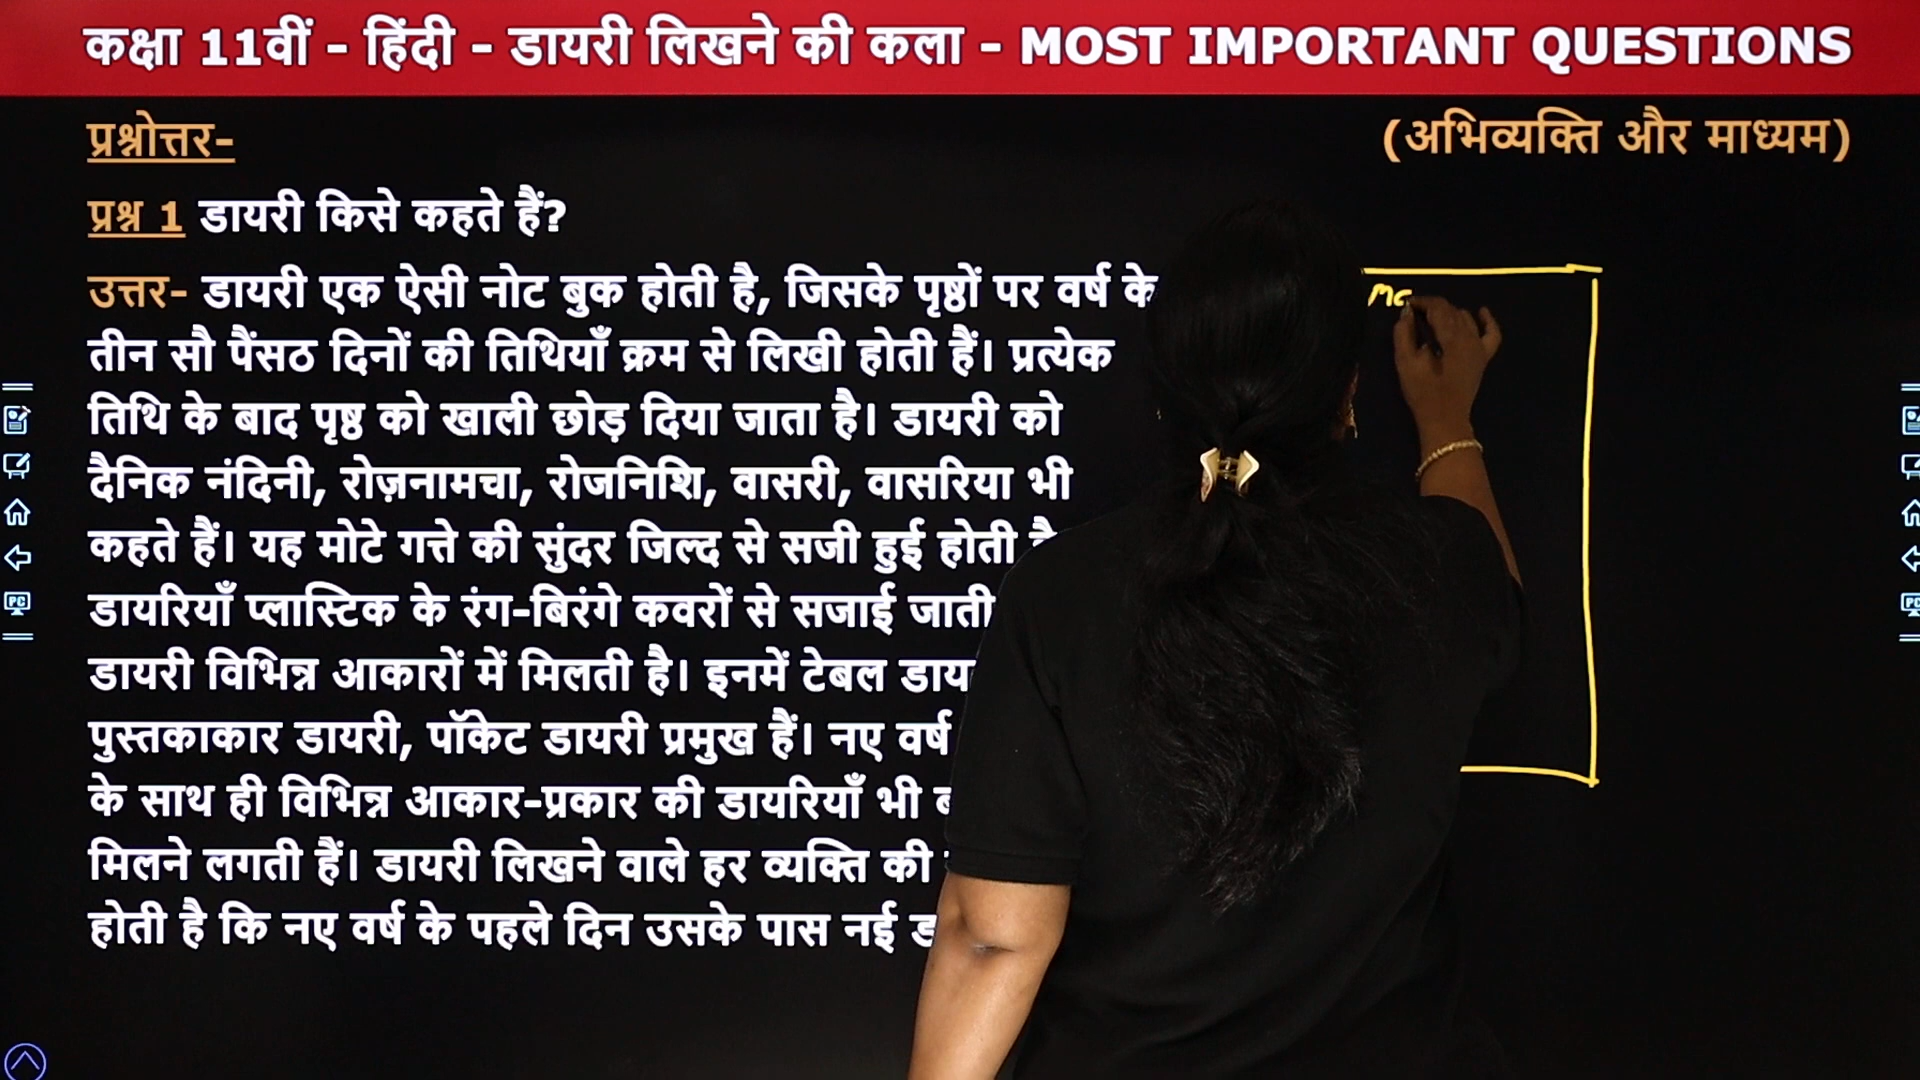 कक्षा 11वीं - हिंदी - डायरी लिखने की कला - MOST IMPORTANT QUESTIONS
प्रश्नोत्तर-
(अभिव्यक्ति और माध्यम)
प्रश्न 1 डायरी किसे कहते हैं?
उत्तर- डायरी एक ऐसी नोट बुक होती है, जिसके पृष्ठों पर वर्ष के
तीन सौ पैंसठ दिनों की तिथियाँ क्रम से लिखी होती हैं। प्रत्येक
तिथि के बाद पृष्ठ को खाली छोड़ दिया जाता है। डायरी को
दैनिक नंदिनी, रोज़नामचा, रोजनिशि, वासरी, वासरिया भी
कहते हैं। यह मोटे गत्ते की सुंदर जिल्द से सजी हुई होती
डायरियाँ प्लास्टिक के रंग-बिरंगे कवरों से सजाई जाती
डायरी विभिन्न आकारों में मिलती है। इनमें टेबल
पुस्तकाकार डायरी, पॉकेट डायरी प्रमुख हैं। नए वर्ष
के साथ ही विभिन्न आकार-प्रकार की डायरियाँ भी
मिलने लगती हैं। डायरी लिखने वाले हर व्यक्ति की
होती है कि नए वर्ष के पहले दिन उसके पास नई
PC